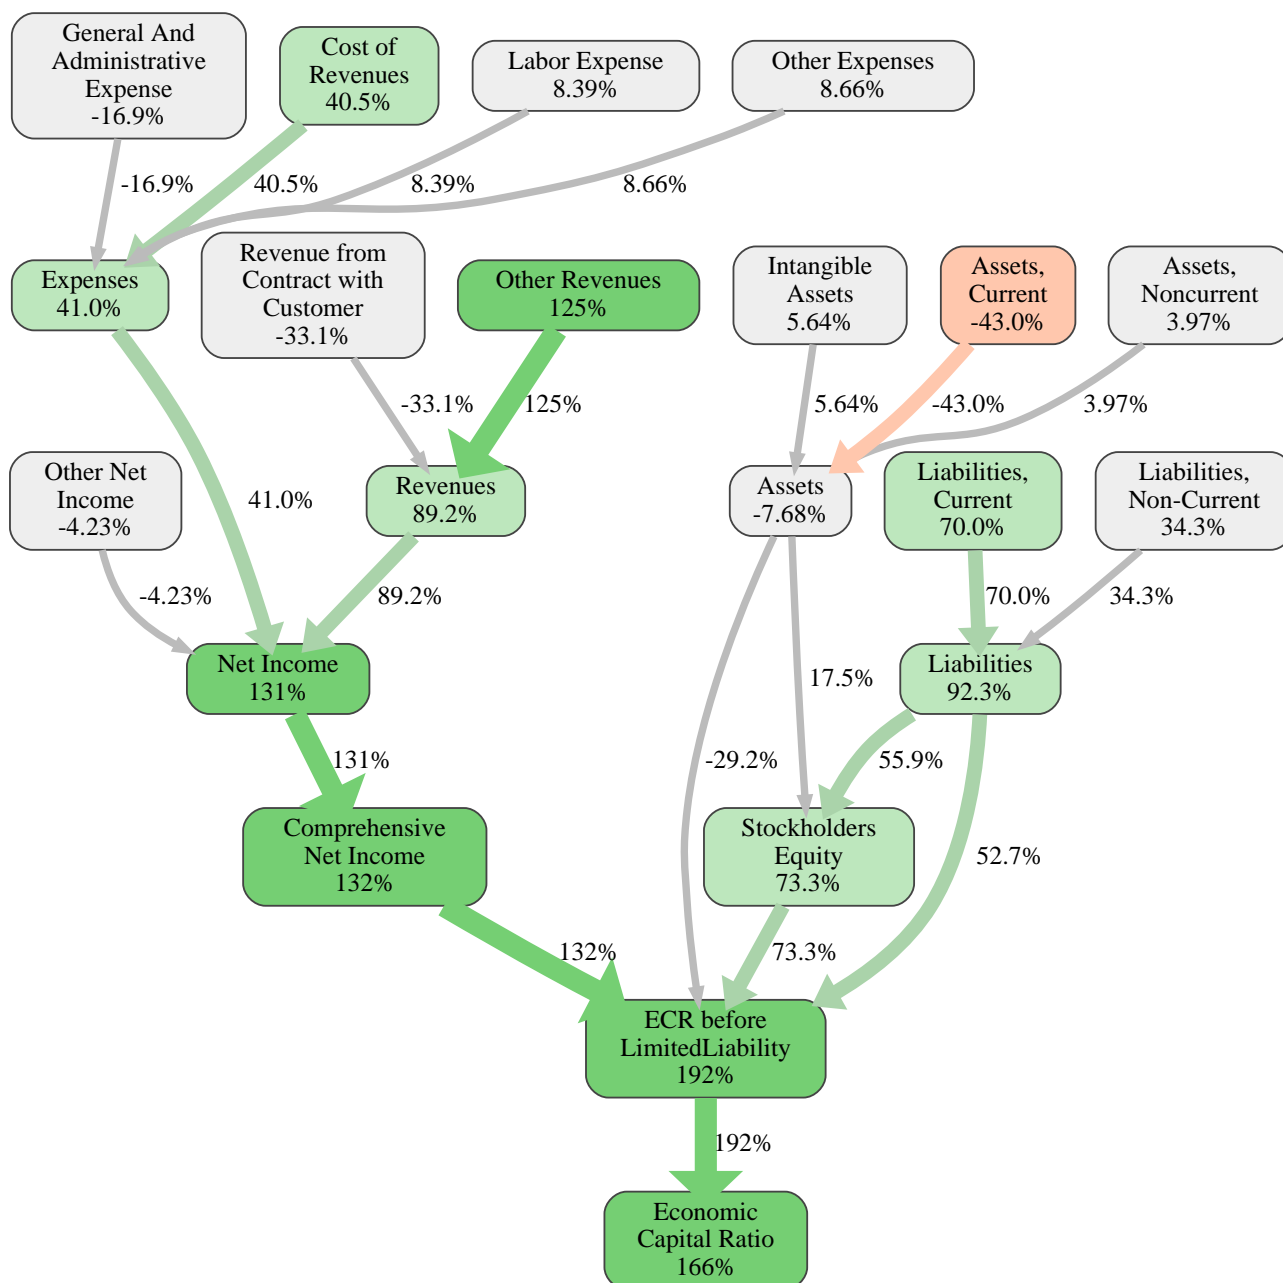 General And
Administrative
Expense
-16.9%
Cost of
Revenues
40.5%
Labor Expense
8.39%
Other Expenses
8.66%
-16.9%
40.5%
8.39%
8.66%
Expenses
41.0%
Revenue from
Contract with
Customer
-33.1%
Other Revenues
125%
Intangible
Assets
5.64%
Assets,
Current
-43.0%
Assets,
Noncurrent
3.97%
-33.1%
125%
5.64%
-43.0%
3.97%
Other Net
Income
-4.23%
41.0%
Revenues
89.2%
Assets
-7.68%
Liabilities,
Current
70.0%
Liabilities,
Non-Current
34.3%
-4.23%
89.2%
70.0%
34.3%
Net Income
131%
17.5%
Liabilities
92.3%
131%
-29.2%
55.9%
Comprehensive
Net Income
132%
Stockholders
Equity
73.3%
52.7%
132%
73.3%
ECR before
LimitedLiability
192%
192%
Economic
Capital Ratio
166%